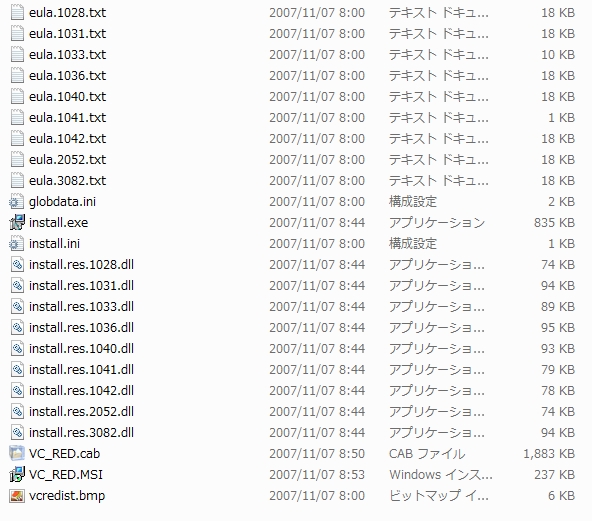 eula.1028.txt 2007/11/07 8:00 テキスト ドキュ... 18 KB
eula.1031.txt 2007/11/07 8:00 テキスト ドキュ... 18 KB
eula.1033.txt 2007/11/07 8:00 テキスト ドキュ... 10 KB
eula.1036.txt 2007/11/07 8:00 テキスト ドキュ... 18 KB
eula.1040.txt 2007/11/07 8:00 テキスト ドキュ... 18 KB
eula.1041.txt 2007/11/07 8:00 テキスト ドキュ... 1 KB
eula.1042.txt 2007/11/07 8:00 テキスト ドキュ... 18 KB
eula.2052.txt 2007/11/07 8:00 テキスト ドキュ... 18 KB
eula.3082.txt 2007/11/07 8:00 テキスト ドキュ... 18 KB
globdata.ini 2007/11/07 8:00 構成設定 2 KB
install.exe 2007/11/07 8:44 アプリケーション 835 KB
install.ini 2007/11/07 8:00 構成設定 1 KB
install.res.1028.dll 2007/11/07 8:44 アプリケーショ... 74 KB
install.res.1031.dll 2007/11/07 8:44 アプリケーショ... 94 KB
install.res.1033.dll 2007/11/07 8:44 アプリケーショ... 89 KB
install.res.1036.dll 2007/11/07 8:44 アプリケーショ... 95 KB
install.res.1040.dll 2007/11/07 8:44 アプリケーショ... 93 KB
install.res.1041.dll 2007/11/07 8:44 アプリケーショ... 79 KB
install.res.1042.dll 2007/11/07 8:44 アプリケーショ... 78 KB
install.res.2052.dll 2007/11/07 8:44 アプリケーショ... 74 KB
install.res.3082.dll 2007/11/07 8:44 アプリケーショ... 94 KB
VC_RED.cab 2007/11/07 8:50 CAB ファイル 1,883 KB
VC_RED.MSI 2007/11/07 8:53 Windows インス... 237 KB
vcredist.bmp 2007/11/07 8:00 ビットマップ イ... 6 KB